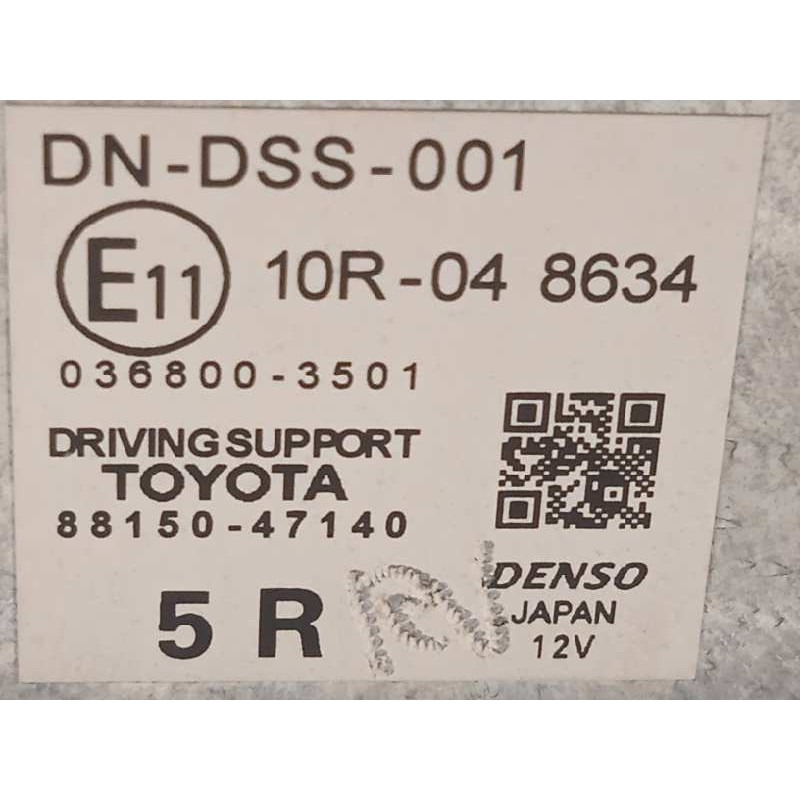 DN-DSS-001
E11 10R-04 8634
036800-3501
DRIVING SUPPORT
TOYOTA
88150-47140
5 R
DENSO
JAPAN
12V